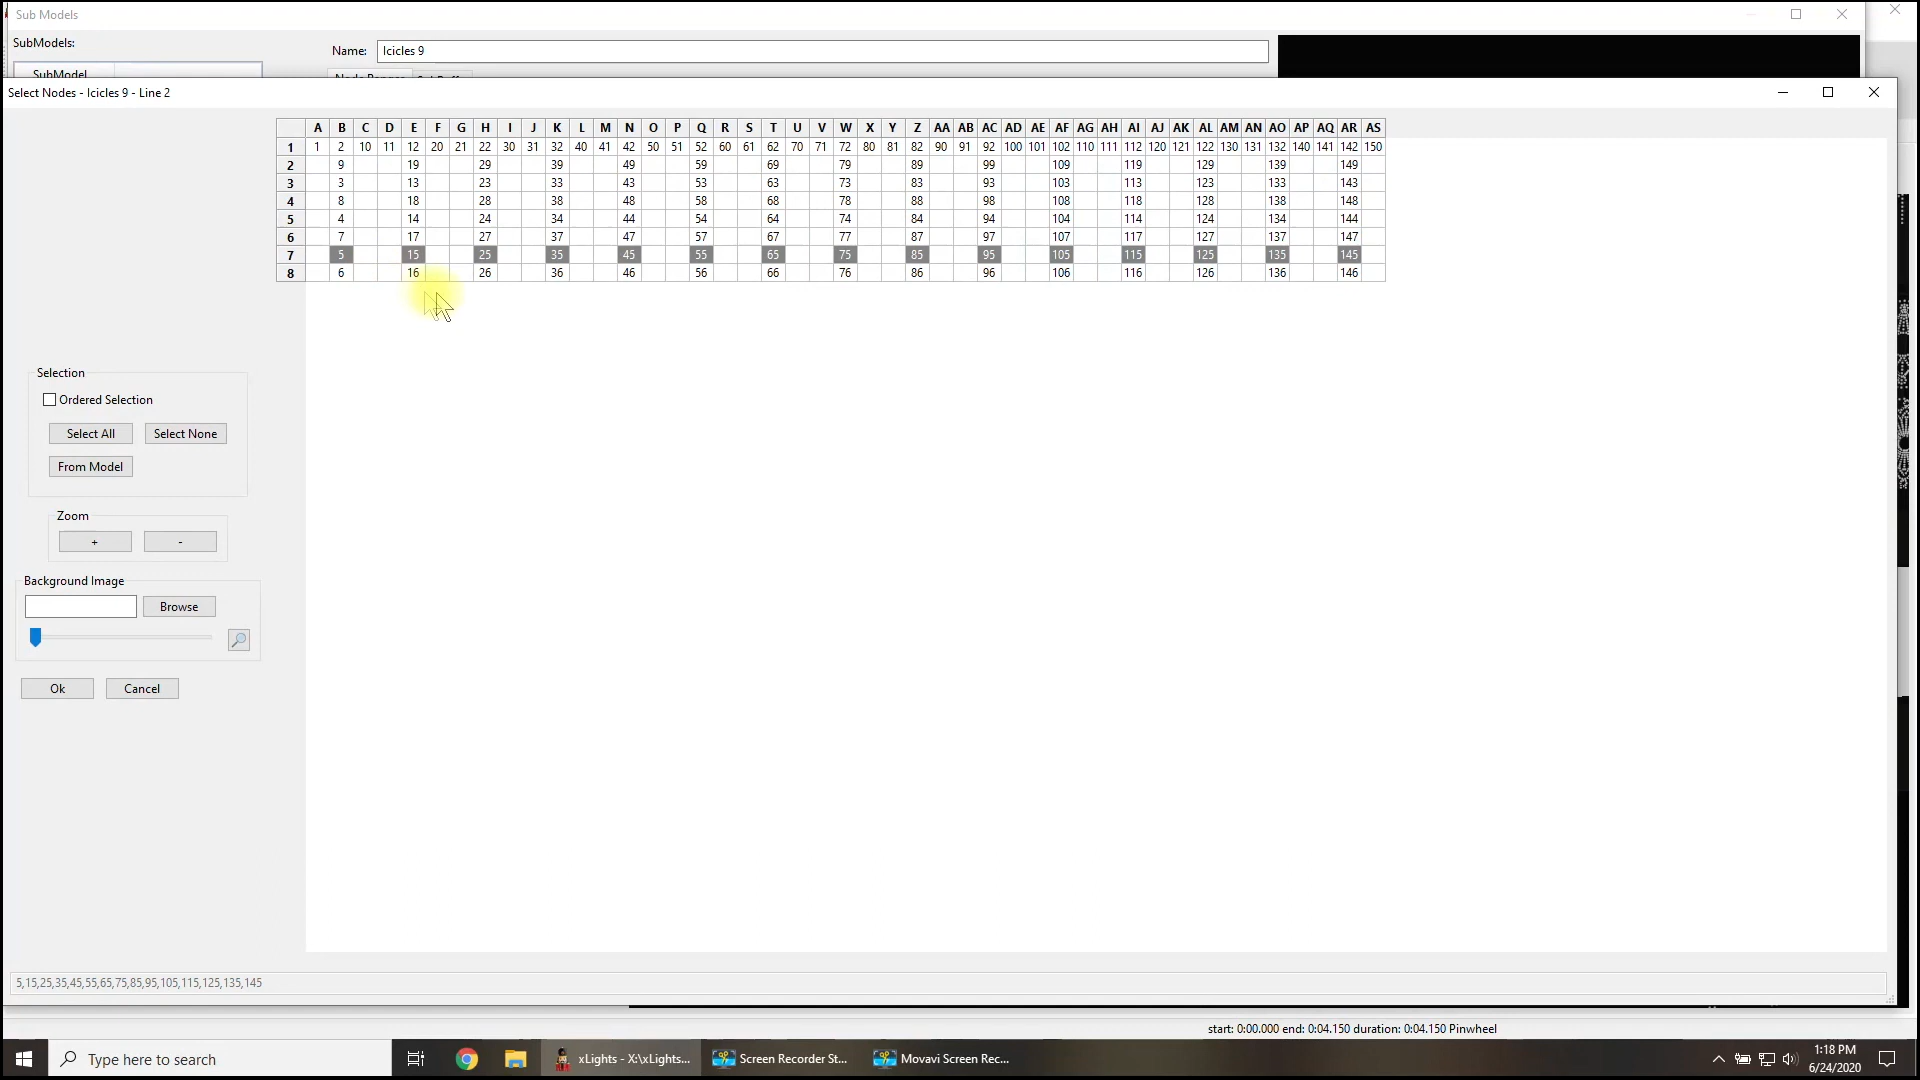 Sub Models
SubModels:
Name: Icicles 9
SubModel
Select Nodes - Icicles 9 - Line 2
A B C D E F G H I J K L M N O P Q R S T U V W X Y Z AA AB AC AD AE AF AG AH AI AJ AK AL AM AN AO AP AQ AR AS
1 1 2 10 11 12 20 21 22 30 31 32 40 41 42 50 51 52 60 61 62 70 71 72 80 81 82 90 91 92 100 101 102 110 111 112 120 121 122 130 131 132 140 141 142 150
2 9 19 29 39 49 59 69 79 89 99 109 119 129 139 149
3 3 13 23 33 43 53 63 73 83 93 103 113 123 133 143
4 8 18 28 38 48 58 68 78 88 98 108 118 128 138 148
5 4 14 24 34 44 54 64 74 84 94 104 114 124 134 144
6 7 17 27 37 47 57 67 77 87 97 107 117 127 137 147
7 5 15 25 35 45 55 65 75 85 95 105 115 125 135 145
8 6 16 26 36 46 56 66 76 86 96 106 116 126 136 146
Selection
Ordered Selection
Select All Select None
From Model
Zoom
+ -
Background Image
Browse
Ok Cancel
5,15,25,35,45,55,65,75,85,95,105,115,125,135,145
start: 0:00.000 end: 0:04.150 duration: 0:04.150 Pinwheel
Type here to search
xLights - X:\xLights...
Screen Recorder St...
Movavi Screen Rec...
1:18 PM
6/24/2020